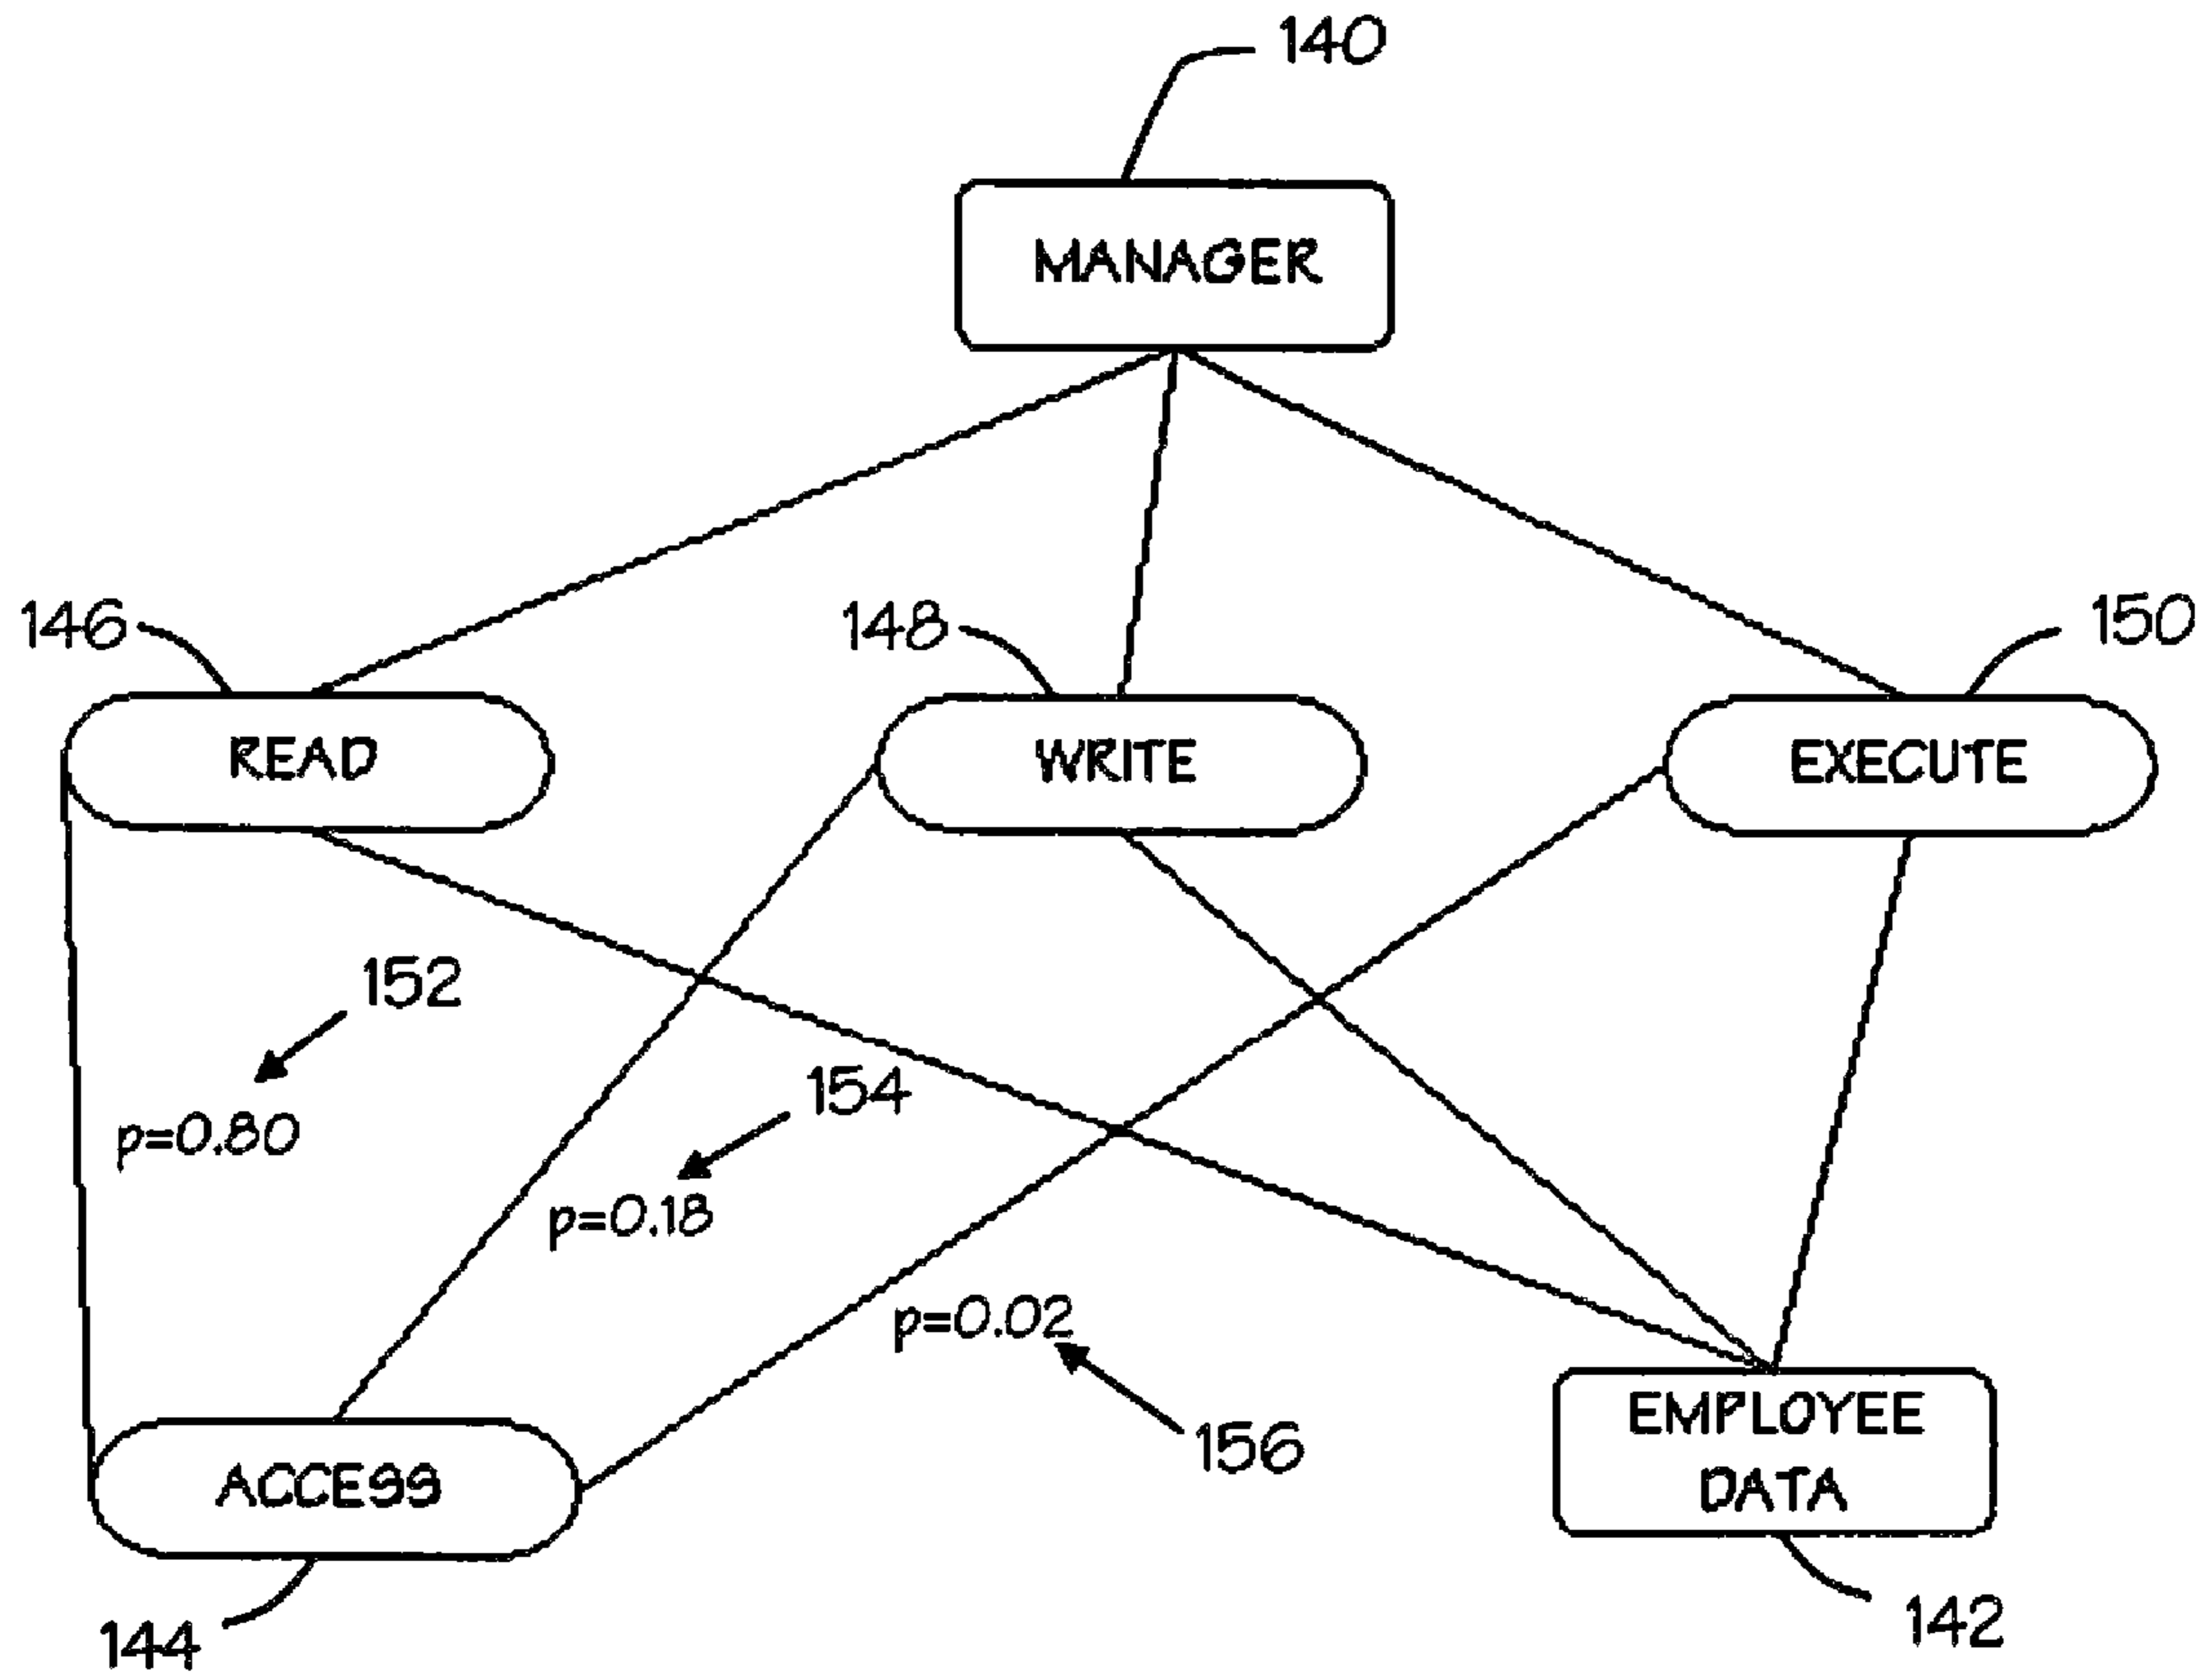 140
MANAGER
146
148
150
READ
WRITE
EXECUTE
152
154
p=0.80
p=0.18
p=0.02
156
EMPLOYEE
DATA
ACCESS
144
142